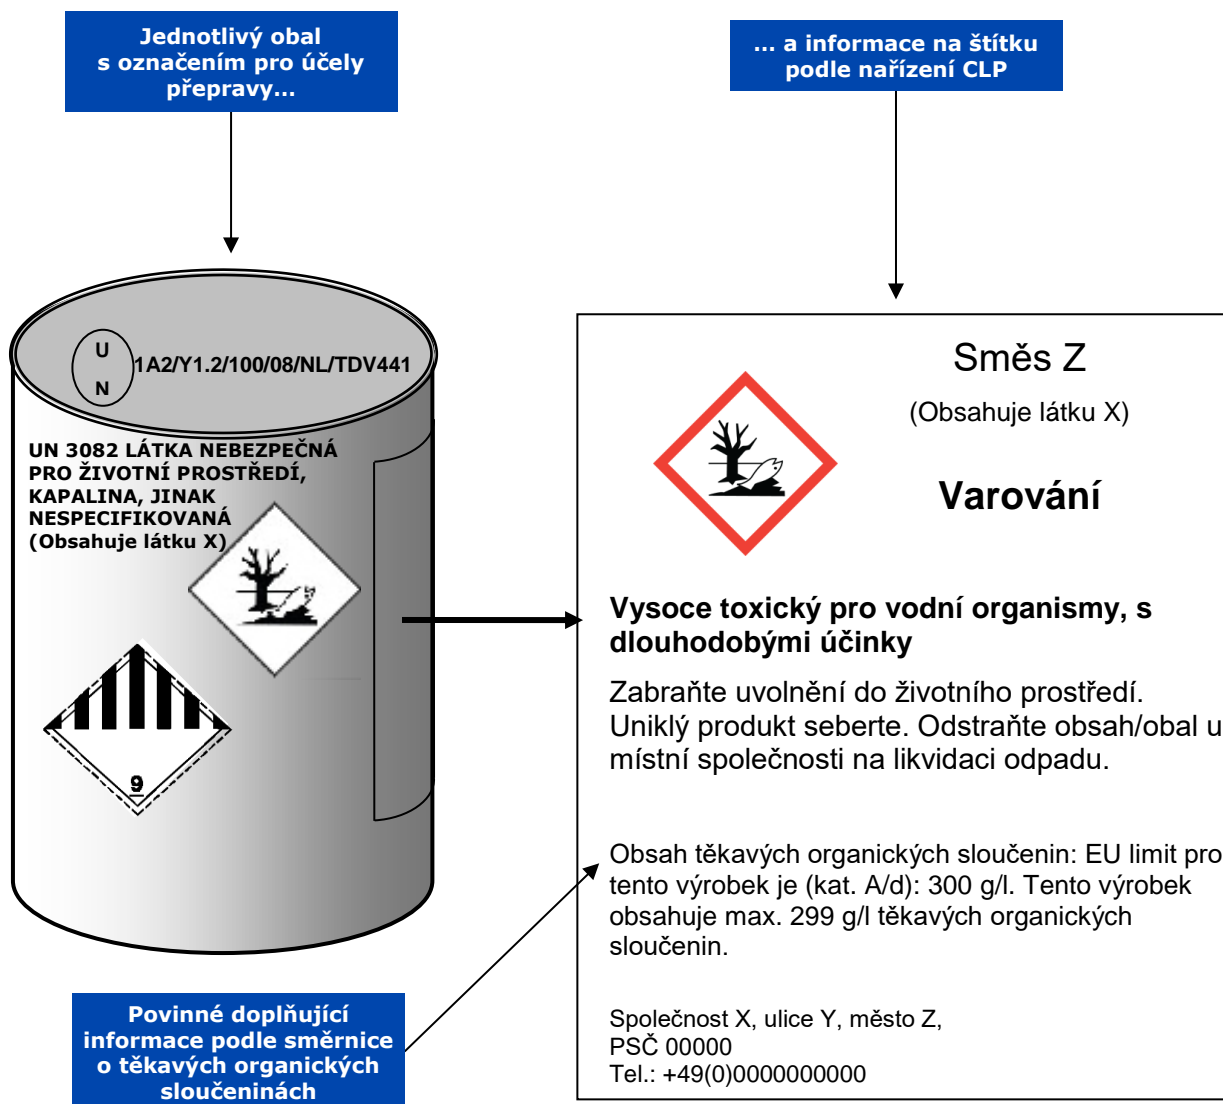 Jednotlivý obal
s označením pro účely
přepravy...
... a informace na štítku
podle nařízení CLP
U
N
1A2/Y1.2/100/08/NL/TDV441
UN 3082 LÁTKA NEBEZPEČNÁ
PRO ŽIVOTNÍ PROSTŘEDÍ,
KAPALINA, JINAK
NESPECIFIKOVANÁ
(Obsahuje látku X)
9
Směs Z
(Obsahuje látku X)
Varování
Vysoce toxický pro vodní organismy, s
dlouhodobými účinky
Zabraňte uvolnění do životního prostředí.
Uniklý produkt seberte. Odstraňte obsah/obal u
místní společnosti na likvidaci odpadu.
Obsah těkavých organických sloučenin: EU limit pro
tento výrobek je (kat. A/d): 300 g/l. Tento výrobek
obsahuje max. 299 g/l těkavých organických
sloučenin.
Společnost X, ulice Y, město Z,
PSČ 00000
Tel.: +49(0)0000000000
Povinné doplňující
informace podle směrnice
o těkavých organických
sloučeninách